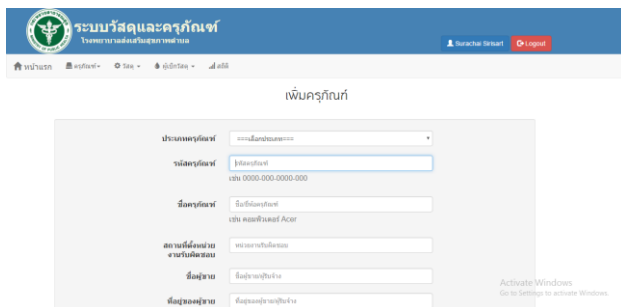 ระบบวัสดุและครุภัณฑ์
โรงพยาบาลส่งเสริมสุขภาพตำบล
Surachai Sirisart Logout
หน้าแรก ครุภัณฑ์ วัสดุ ผู้เบิกวัสดุ สถิติ
เพิ่มครุภัณฑ์
ประเภทครุภัณฑ์ ===เลือกประเภท===
รหัสครุภัณฑ์ รหัสครุภัณฑ์
เช่น 0000-000-0000-000
ชื่อครุภัณฑ์ ชื่อ/ยี่ห้อครุภัณฑ์
เช่น คอมพิวเตอร์ Acer
สถานที่ตั้งหน่วย หน่วยงานรับผิดชอบ
งานรับผิดชอบ
ชื่อผู้ขาย ชื่อผู้ขาย/ผู้รับจ้าง
ที่อยู่ของผู้ขาย ที่อยู่ของผู้ขาย/ผู้รับจ้าง
Activate Windows
Go to Settings to activate Windows.